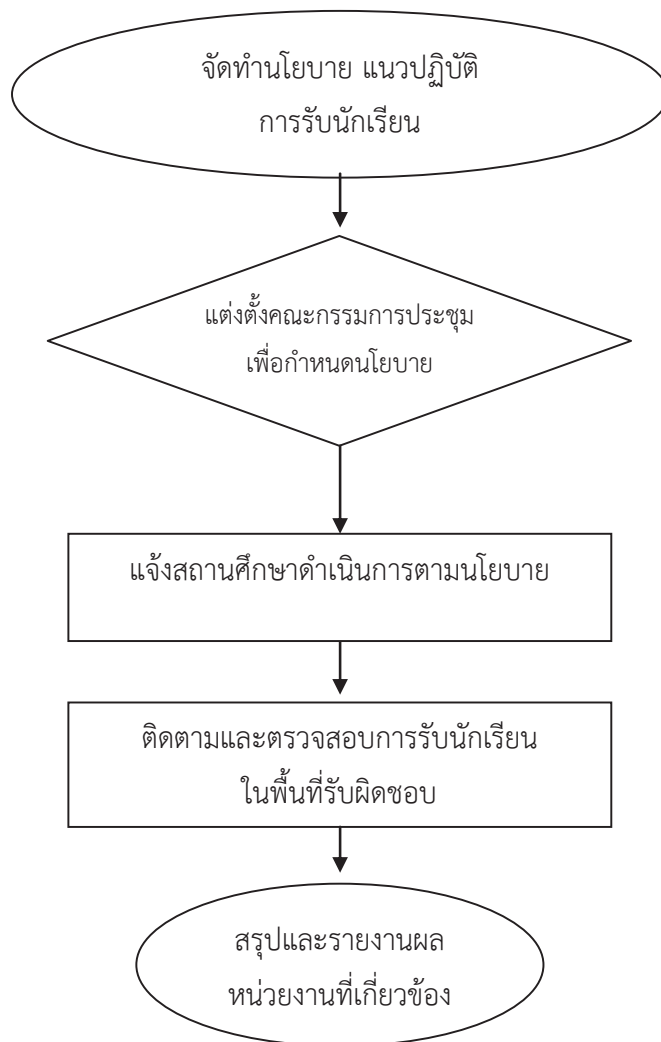 จัดทำนโยบาย แนวปฏิบัติ
การรับนักเรียน
แต่งตั้งคณะกรรมการประชุม
เพื่อกำหนดนโยบาย
แจ้งสถานศึกษาดำเนินการตามนโยบาย
ติดตามและตรวจสอบการรับนักเรียน
ในพื้นที่รับผิดชอบ
สรุปและรายงานผล
หน่วยงานที่เกี่ยวข้อง